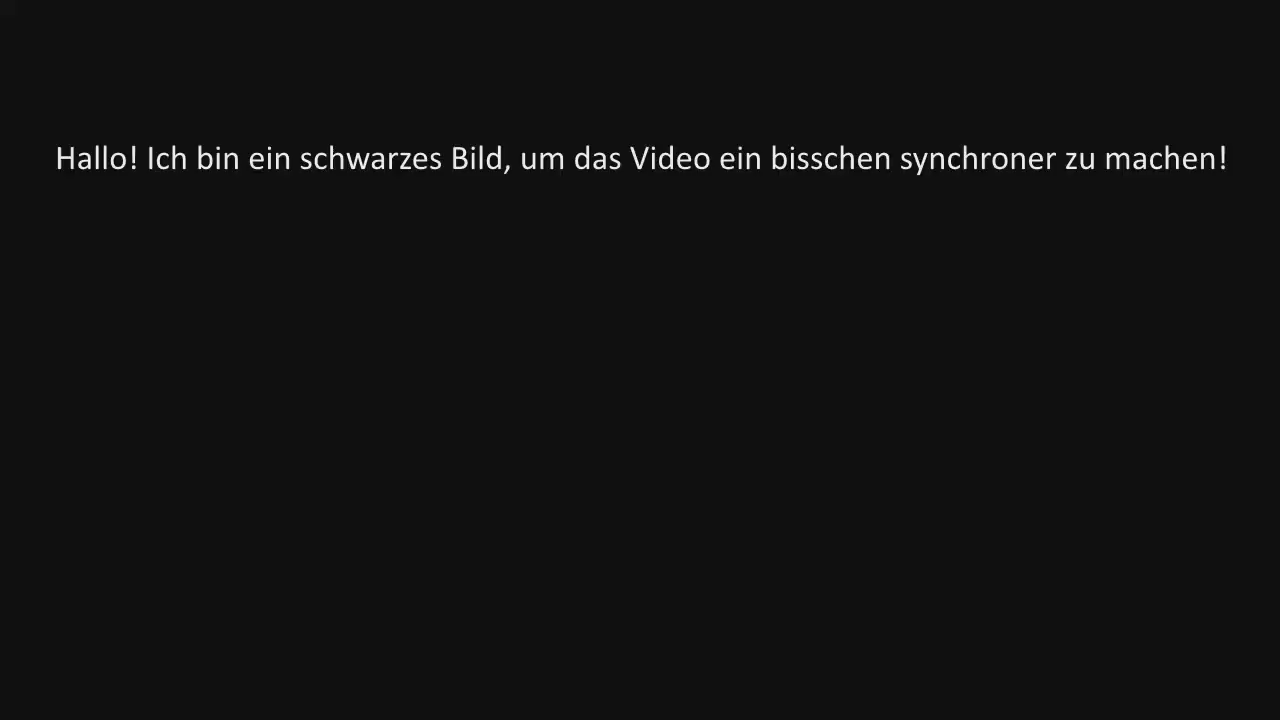 Hallo! Ich bin ein schwarzes Bild, um das Video ein bisschen synchroner zu machen!